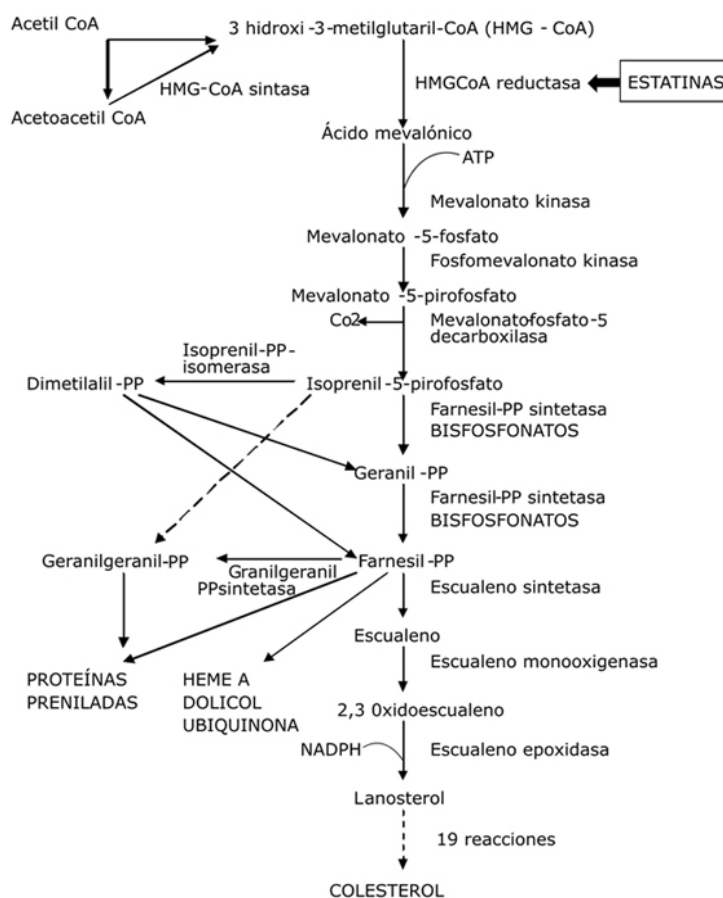 Acetil CoA
3 hidroxi -3-metilglutaril-CoA (HMG - CoA)
HMG-CoA sintasa
HMGCoA reductasa
ESTATINAS
Acetoacetil CoA
Ácido mevalónico
ATP
Mevalonato kinasa
Mevalonato -5-fosfato
Fosfomevalonato kinasa
Mevalonato -5-pirofosfato
Co2
Mevalonato-fosfato-5
decarboxilasa
Isoprenil-PP-
isomerasa
Dimetilalil -PP
Isoprenil -5-pirofosfato
Farnesil-PP sintetasa
BISFOSFONATOS
Geranil -PP
Farnesil-PP sintetasa
BISFOSFONATOS
Geranilgeranil-PP
Granilgeranil
PPsintetasa
Farnesil -PP
Escualeno sintetasa
Escualeno
Escualeno monooxigenasa
PROTEÍNAS
PRENILADAS
HEME A
DOLICOL
UBIQUINONA
2,3 0xidoescualeno
NADPH
Escualeno epoxidasa
Lanosterol
19 reacciones
COLESTEROL